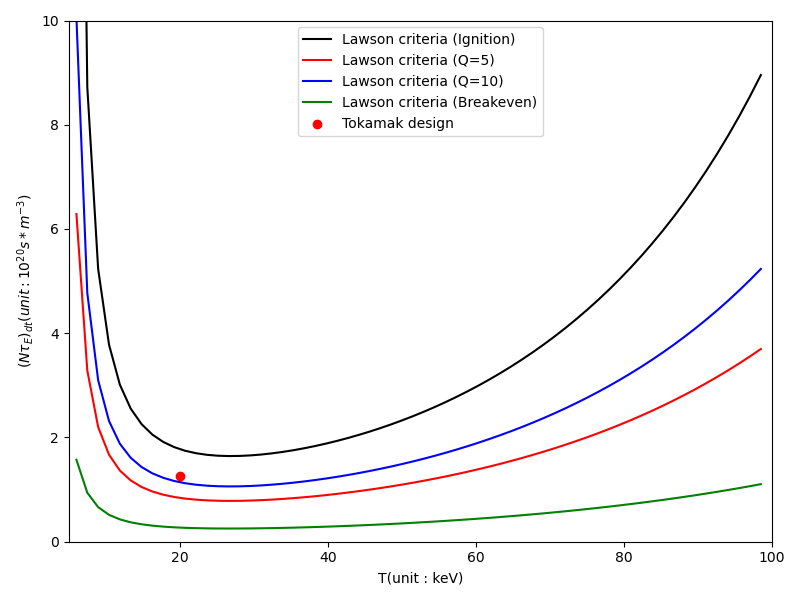 10
8
6
4
2
0
(Nτ_E)_{dt}(unit : 10^{20}s * m^{-3})
Lawson criteria (Ignition)
Lawson criteria (Q=5)
Lawson criteria (Q=10)
Lawson criteria (Breakeven)
Tokamak design
20 40 60 80 100
T(unit : keV)